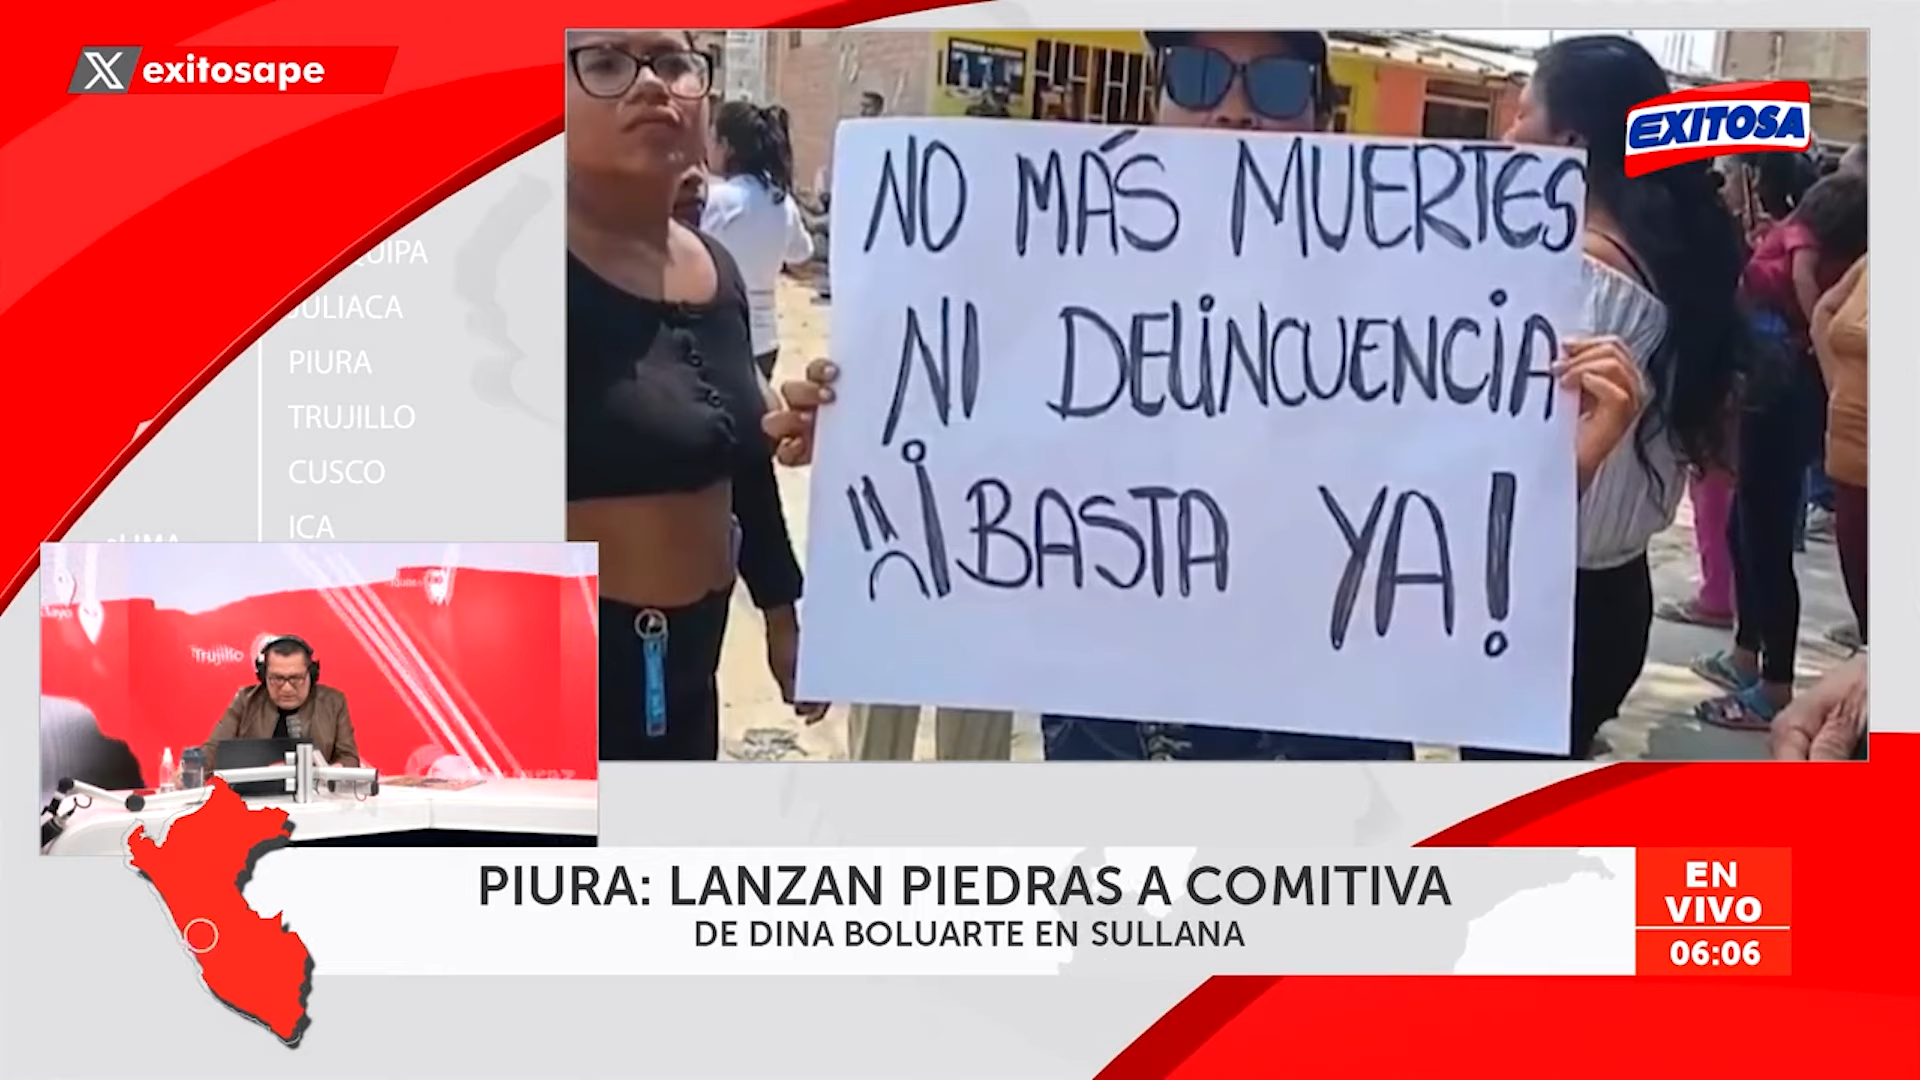 exitosape
EXITOSA
NO MÁS MUERTES
NI DELINCUENCIA
¡BASTA YA!
JULIACA
PIURA
TRUJILLO
CUSCO
ICA
Trujillo
PIURA: LANZAN PIEDRAS A COMITIVA
DE DINA BOLUARTE EN SULLANA
EN
VIVO
06:06